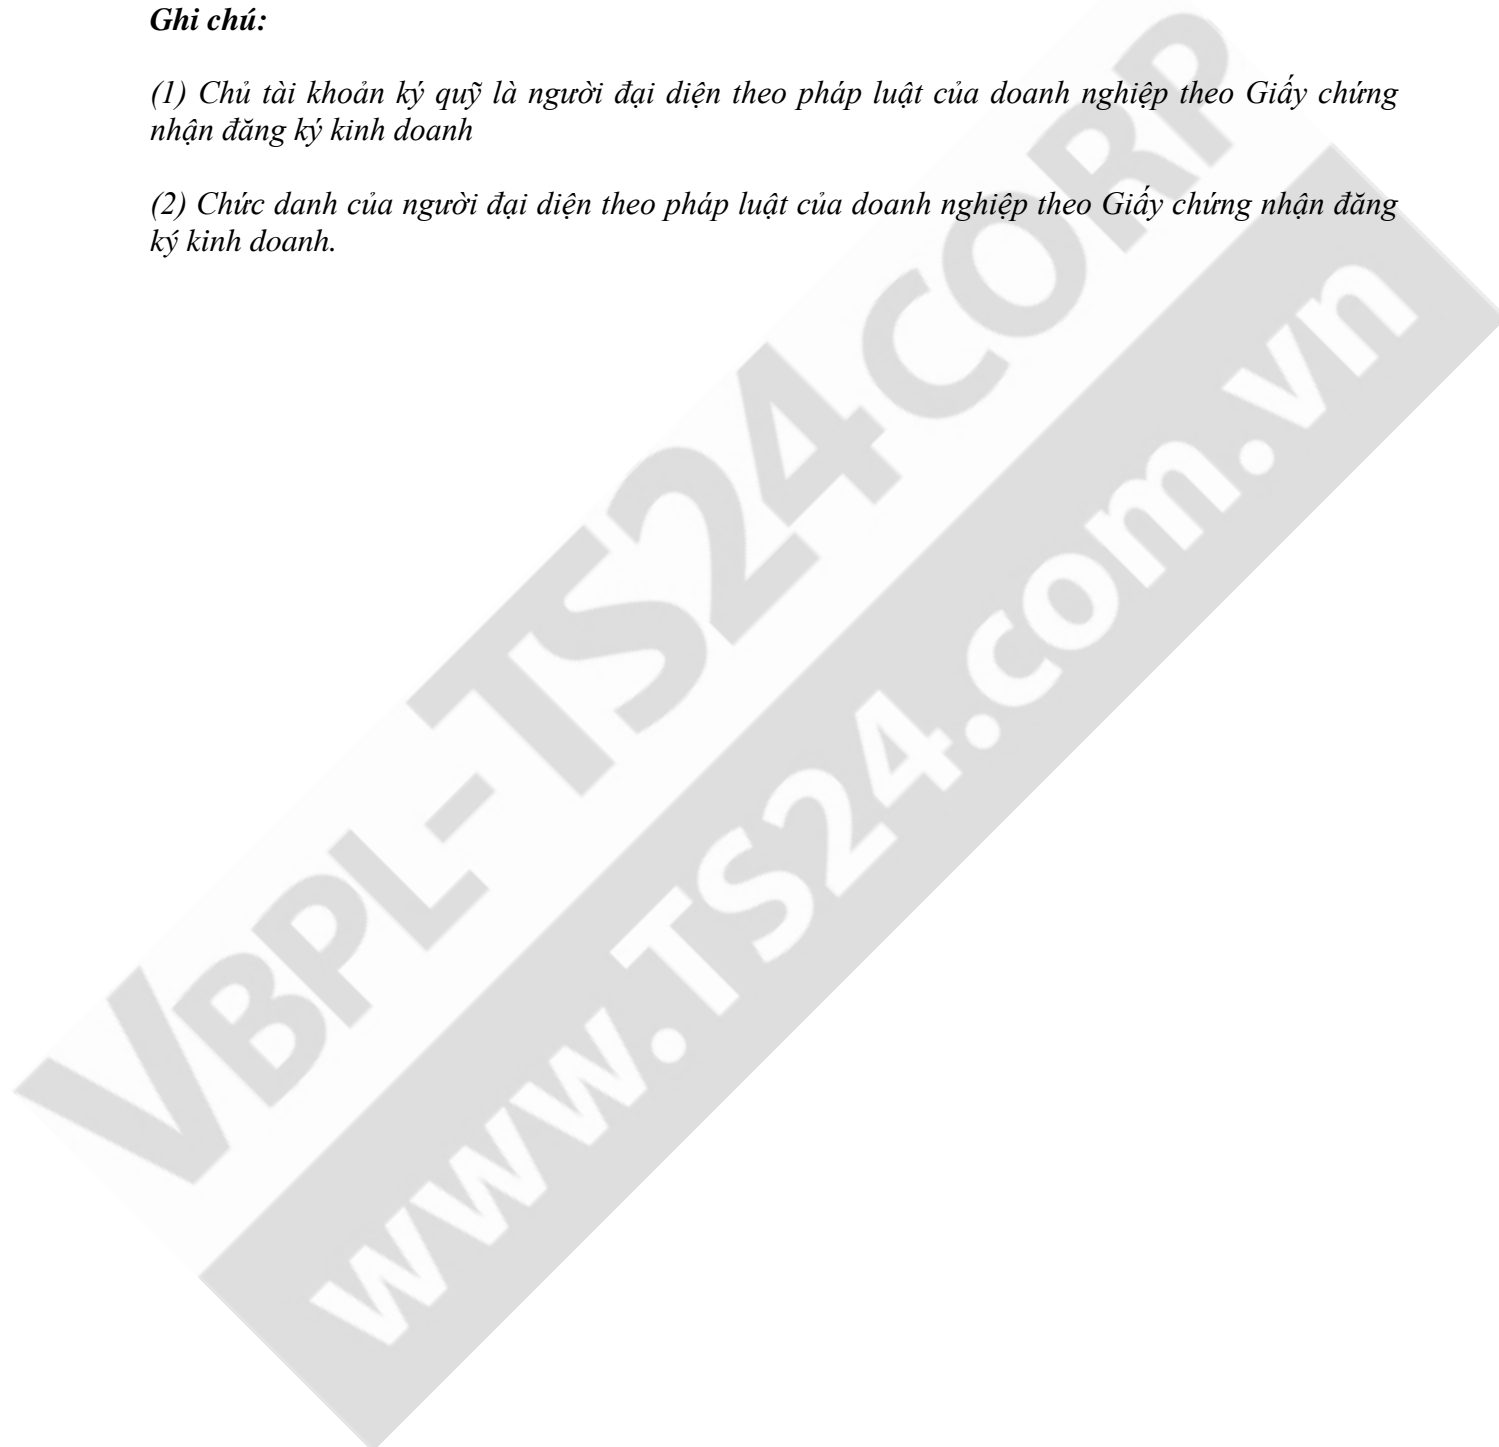 Ghi chú:
(1) Chủ tài khoản ký quỹ là người đại diện theo pháp luật của doanh nghiệp theo Giấy chứng
nhận đăng ký kinh doanh
(2) Chức danh của người đại diện theo pháp luật của doanh nghiệp theo Giấy chứng nhận đăng
ký kinh doanh.
VBPL-TS24CORP
www.TS24.com.vn